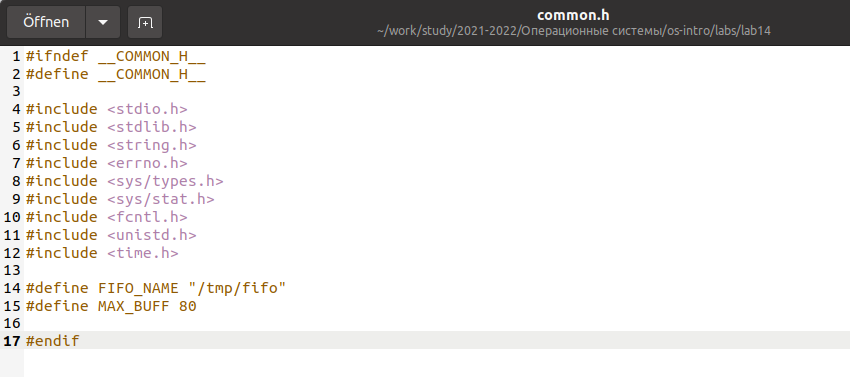 Öffnen
common.h
~/work/study/2021-2022/Операционные системы/os-intro/labs/lab14
1 #ifndef __COMMON_H__
2 #define __COMMON_H__
3
4 #include <stdio.h>
5 #include <stdlib.h>
6 #include <string.h>
7 #include <errno.h>
8 #include <sys/types.h>
9 #include <sys/stat.h>
10 #include <fcntl.h>
11 #include <unistd.h>
12 #include <time.h>
13
14 #define FIFO_NAME "/tmp/fifo"
15 #define MAX_BUFF 80
16
17 #endif